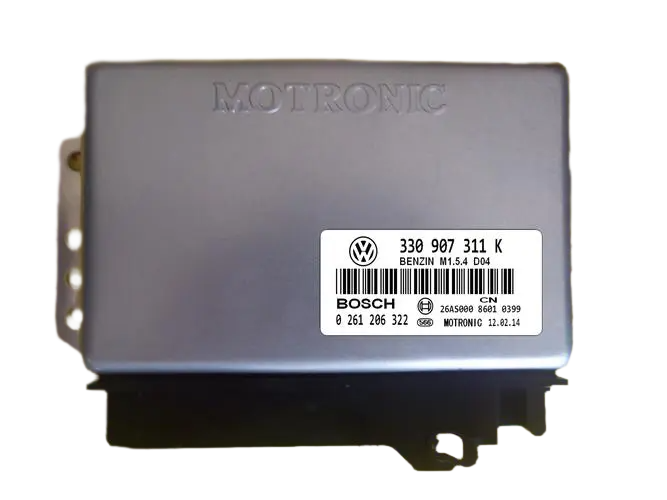 MOTRONIC
330 907 311 K
BENZIN M1.5.4 D04
BOSCH
CN
26AS000 8601 0399
0 261 206 322
S66
MOTRONIC 12.02.14